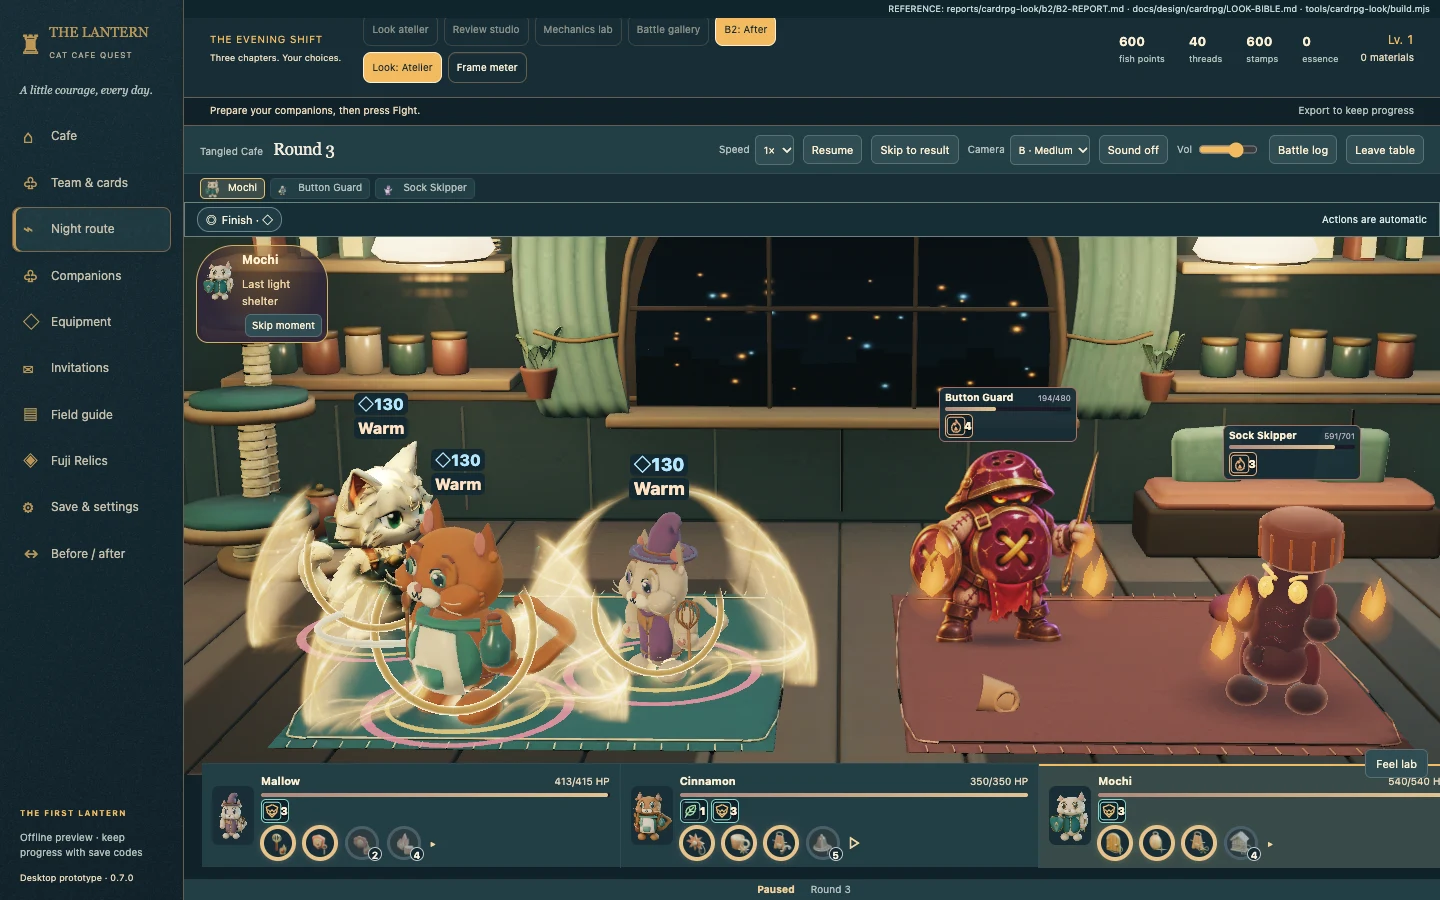 REFERENCE: reports/cardrpg-look/b2/B2-REPORT.md · docs/design/cardrpg/LOOK-BIBLE.md · tools/cardrpg-look/build.mjs
THE LANTERN
CAT CAFE QUEST
A little courage, every day.
Cafe
Team & cards
Night route
Companions
Equipment
Invitations
Field guide
Fuji Relics
Save & settings
Before / after
THE FIRST LANTERN
Offline preview · keep
progress with save codes
Desktop prototype · 0.7.0
THE EVENING SHIFT
Three chapters. Your choices.
Look atelier
Review studio
Mechanics lab
Battle gallery
B2: After
Look: Atelier
Frame meter
600
fish points
40
threads
600
stamps
0
essence
Lv. 1
0 materials
Prepare your companions, then press Fight.
Export to keep progress
Tangled Cafe
Round 3
Speed
1×
Resume
Skip to result
Camera
B · Medium
Sound off
Vol
Battle log
Leave table
Mochi
Button Guard
Sock Skipper
Finish ·
Actions are automatic
Mochi
Last light
shelter
Skip moment
130
Warm
130
Warm
130
Warm
Button Guard 194/480
4
Sock Skipper 591/701
3
Feel lab
Mallow 413/415 HP
3
2
4
Cinnamon 350/350 HP
1
3
5
Mochi 540/540 H
3
4
Paused Round 3